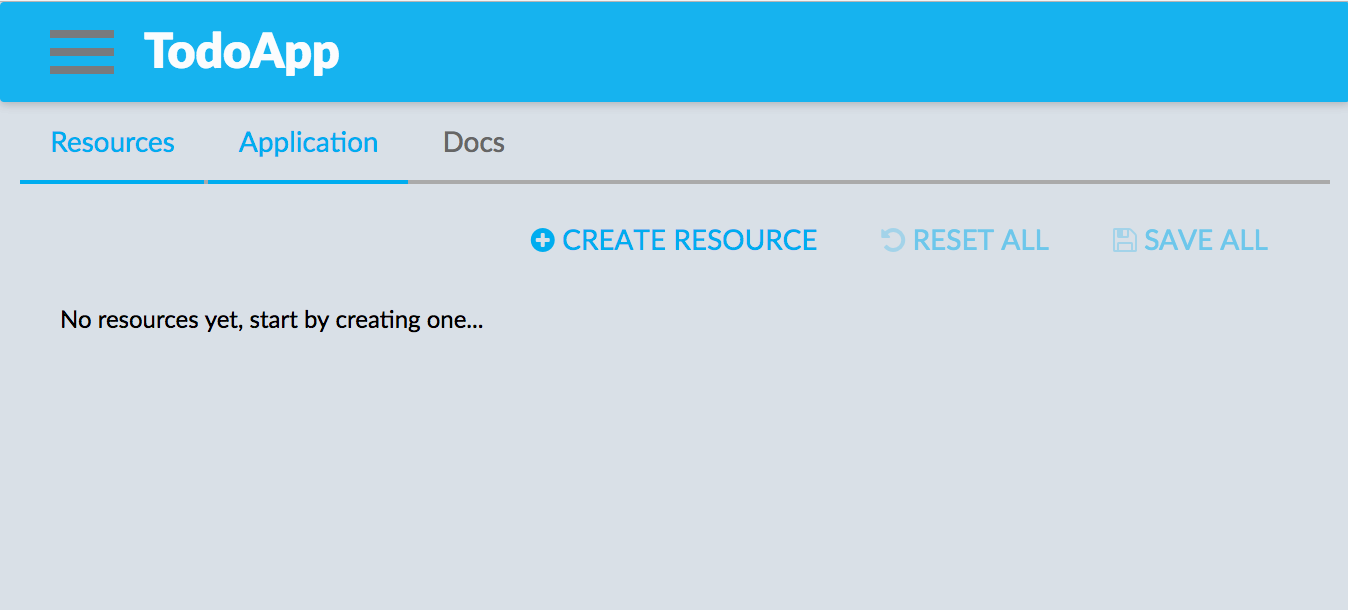 TodoApp
Resources Application Docs
CREATE RESOURCE RESET ALL SAVE ALL
No resources yet, start by creating one...